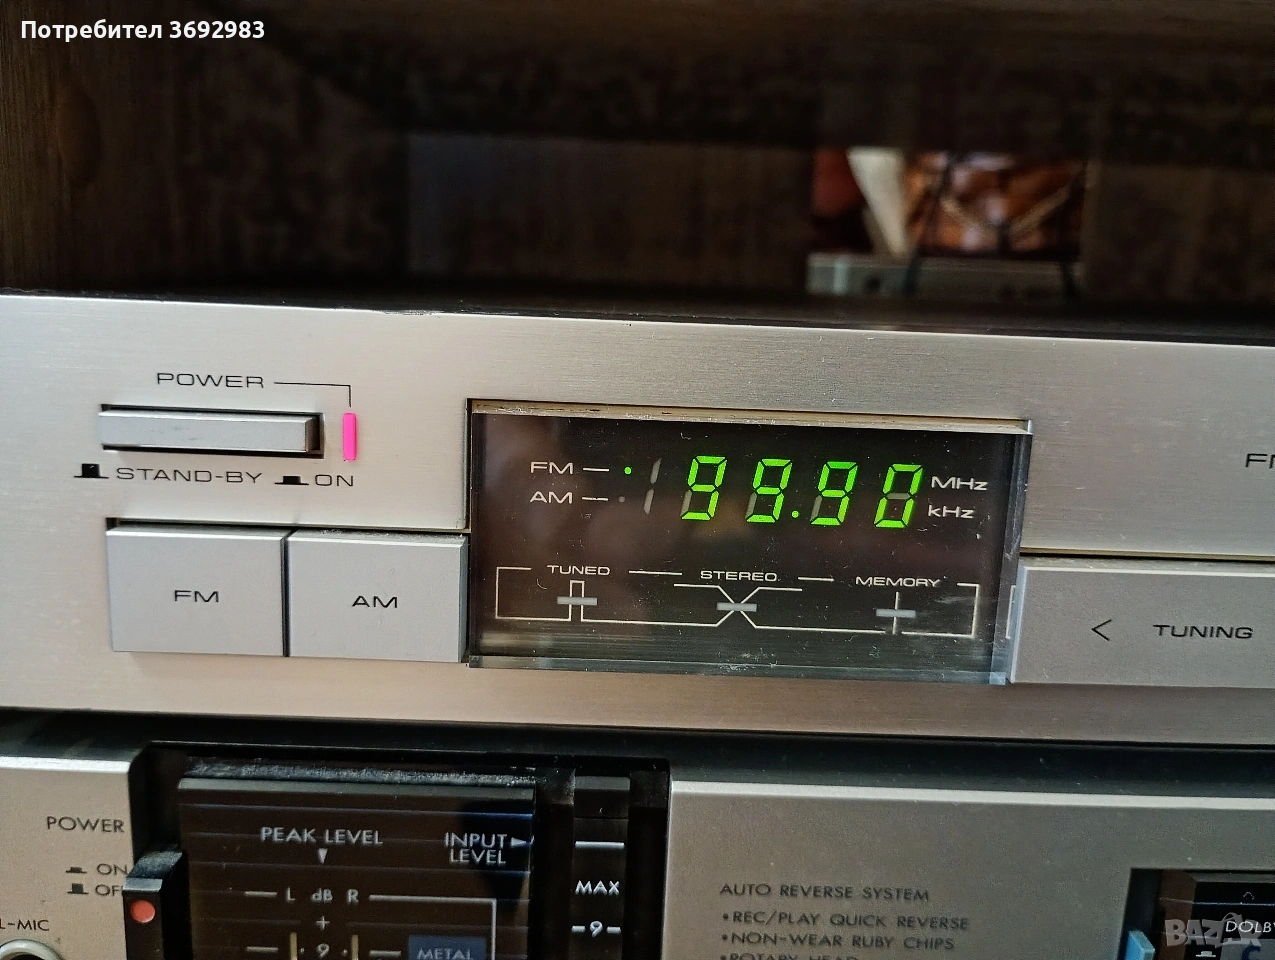 Потребител 3692983
POWER
STAND-BY ON
FM
AM
FM
AM
99.90
MHz
kHz
TUNED
STEREO
MEMORY
< TUNING
POWER
ON
PEAK LEVEL
INPUT
LEVEL
L dB R
+
9
METAL
MAX
-9-
AUTO REVERSE SYSTEM
•REC/PLAY QUICK REVERSE
•NON-WEAR RUBY CHIPS
BAZAR